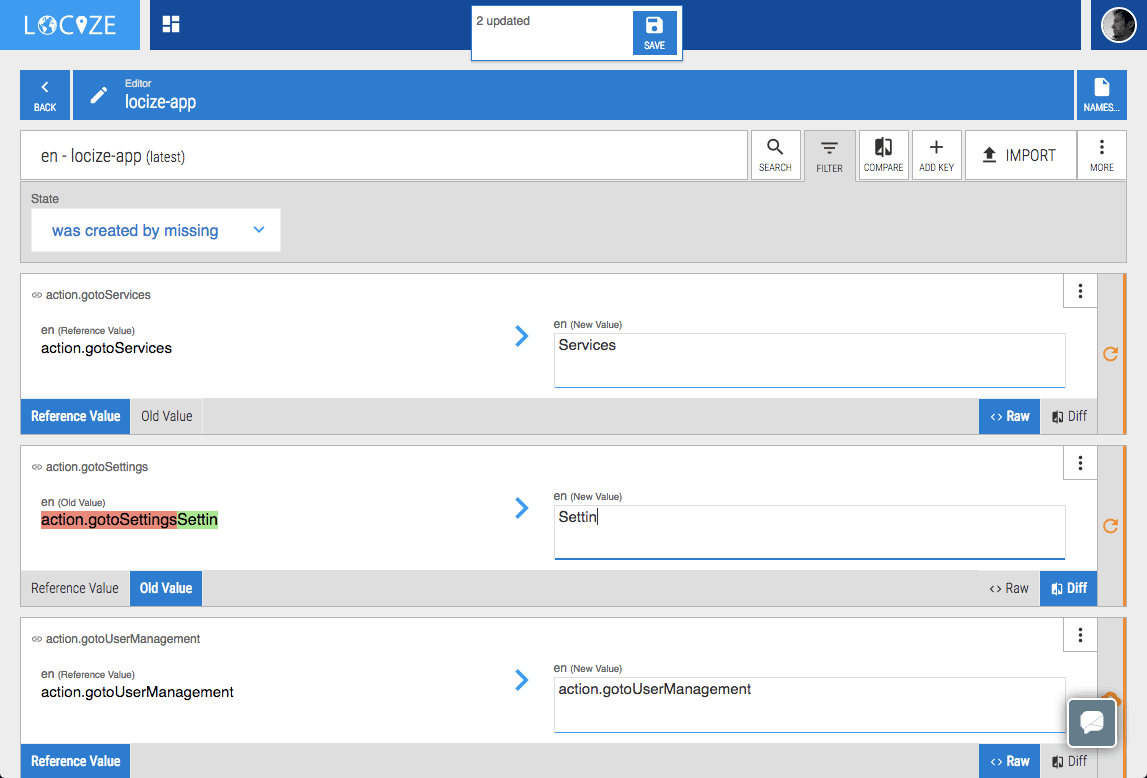 LOCIZE
2 updated
SAVE
BACK
Editor
locize-app
NAMES...
en - locize-app (latest)
SEARCH
FILTER
COMPARE
ADD KEY
IMPORT
MORE
State
was created by missing
action.gotoServices
en (Reference Value)
action.gotoServices
en (New Value)
Services
Reference Value
Old Value
<> Raw
Diff
action.gotoSettings
en (Old Value)
action.gotoSettingsSettin
en (New Value)
Settin
Reference Value
Old Value
<> Raw
Diff
action.gotoUserManagement
en (Reference Value)
action.gotoUserManagement
en (New Value)
action.gotoUserManagement
Reference Value
<> Raw
Diff